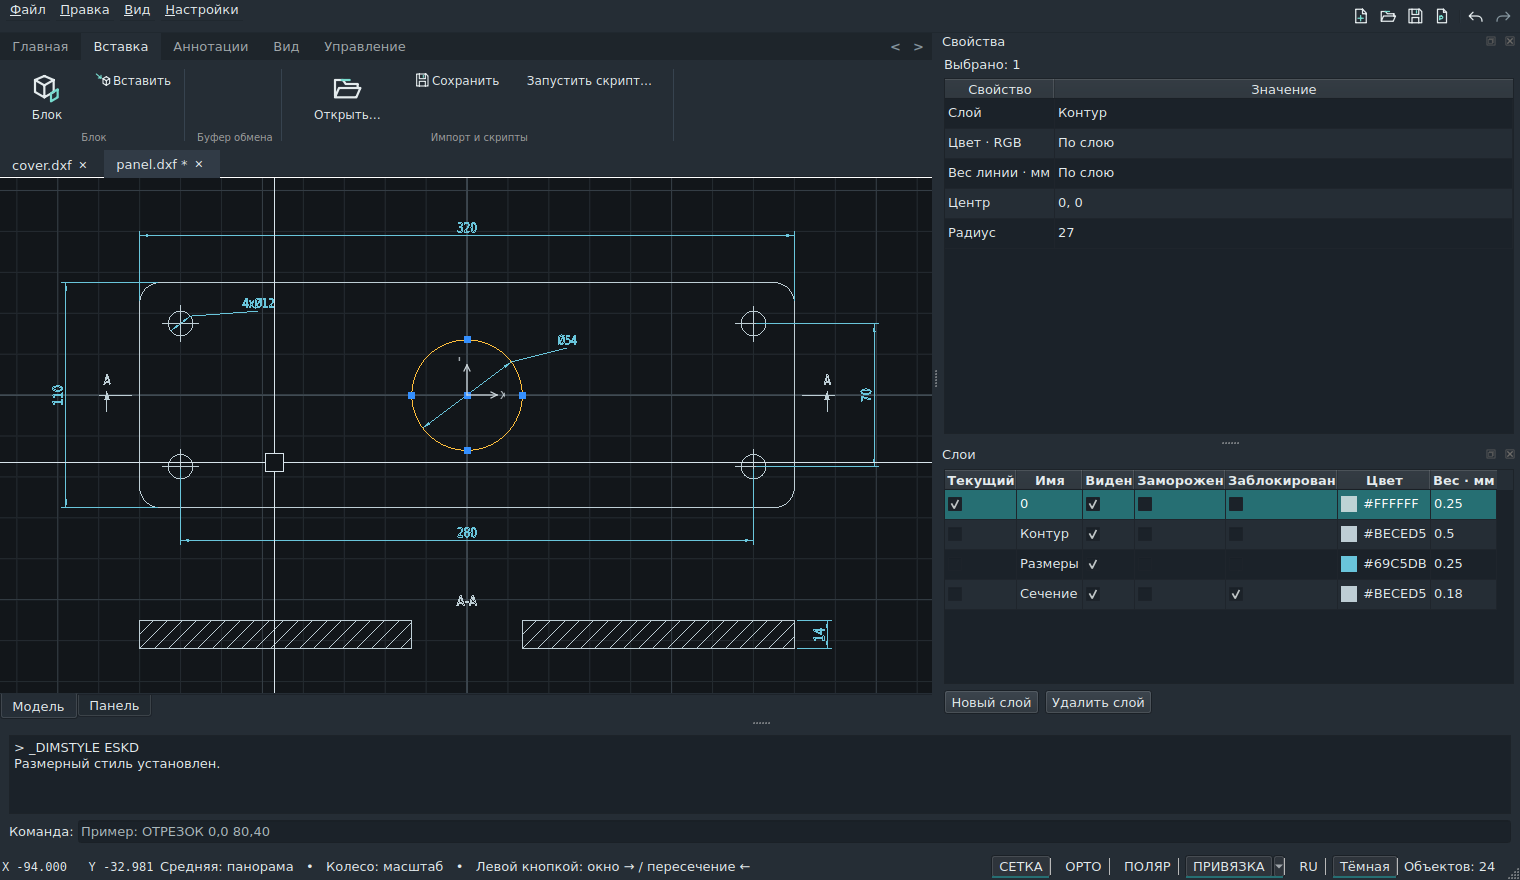 Файл Правка Вид Настройки
Главная Вставка Аннотации Вид Управление < >
Блок
Вставить
Блок
Буфер обмена
Открыть...
Сохранить
Запустить скрипт...
Импорт и скрипты
cover.dxf × panel.dxf * ×
320
4xØ12
Ø54
110
A
A
70
X
280
A-A
14
Модель Панель
Свойства
Выбрано: 1
Свойство Значение
Слой Контур
Цвет · RGB По слою
Вес линии · мм По слою
Центр 0, 0
Радиус 27
Слои
Текущий Имя Виден Заморожен Заблокирован Цвет Вес · мм
✓ 0 ✓ #FFFFFF 0.25
Контур ✓ #BECED5 0.5
Размеры ✓ #69C5DB 0.25
Сечение ✓ ✓ #BECED5 0.18
Новый слой Удалить слой
> _DIMSTYLE ESKD
Размерный стиль установлен.
Команда: Пример: ОТРЕЗОК 0,0 80,40
X -94.000 Y -32.981 Средняя: панорама • Колесо: масштаб • Левой кнопкой: окно → / пересечение ← СЕТКА ОРТО ПОЛЯР ПРИВЯЗКА RU Тёмная Объектов: 24